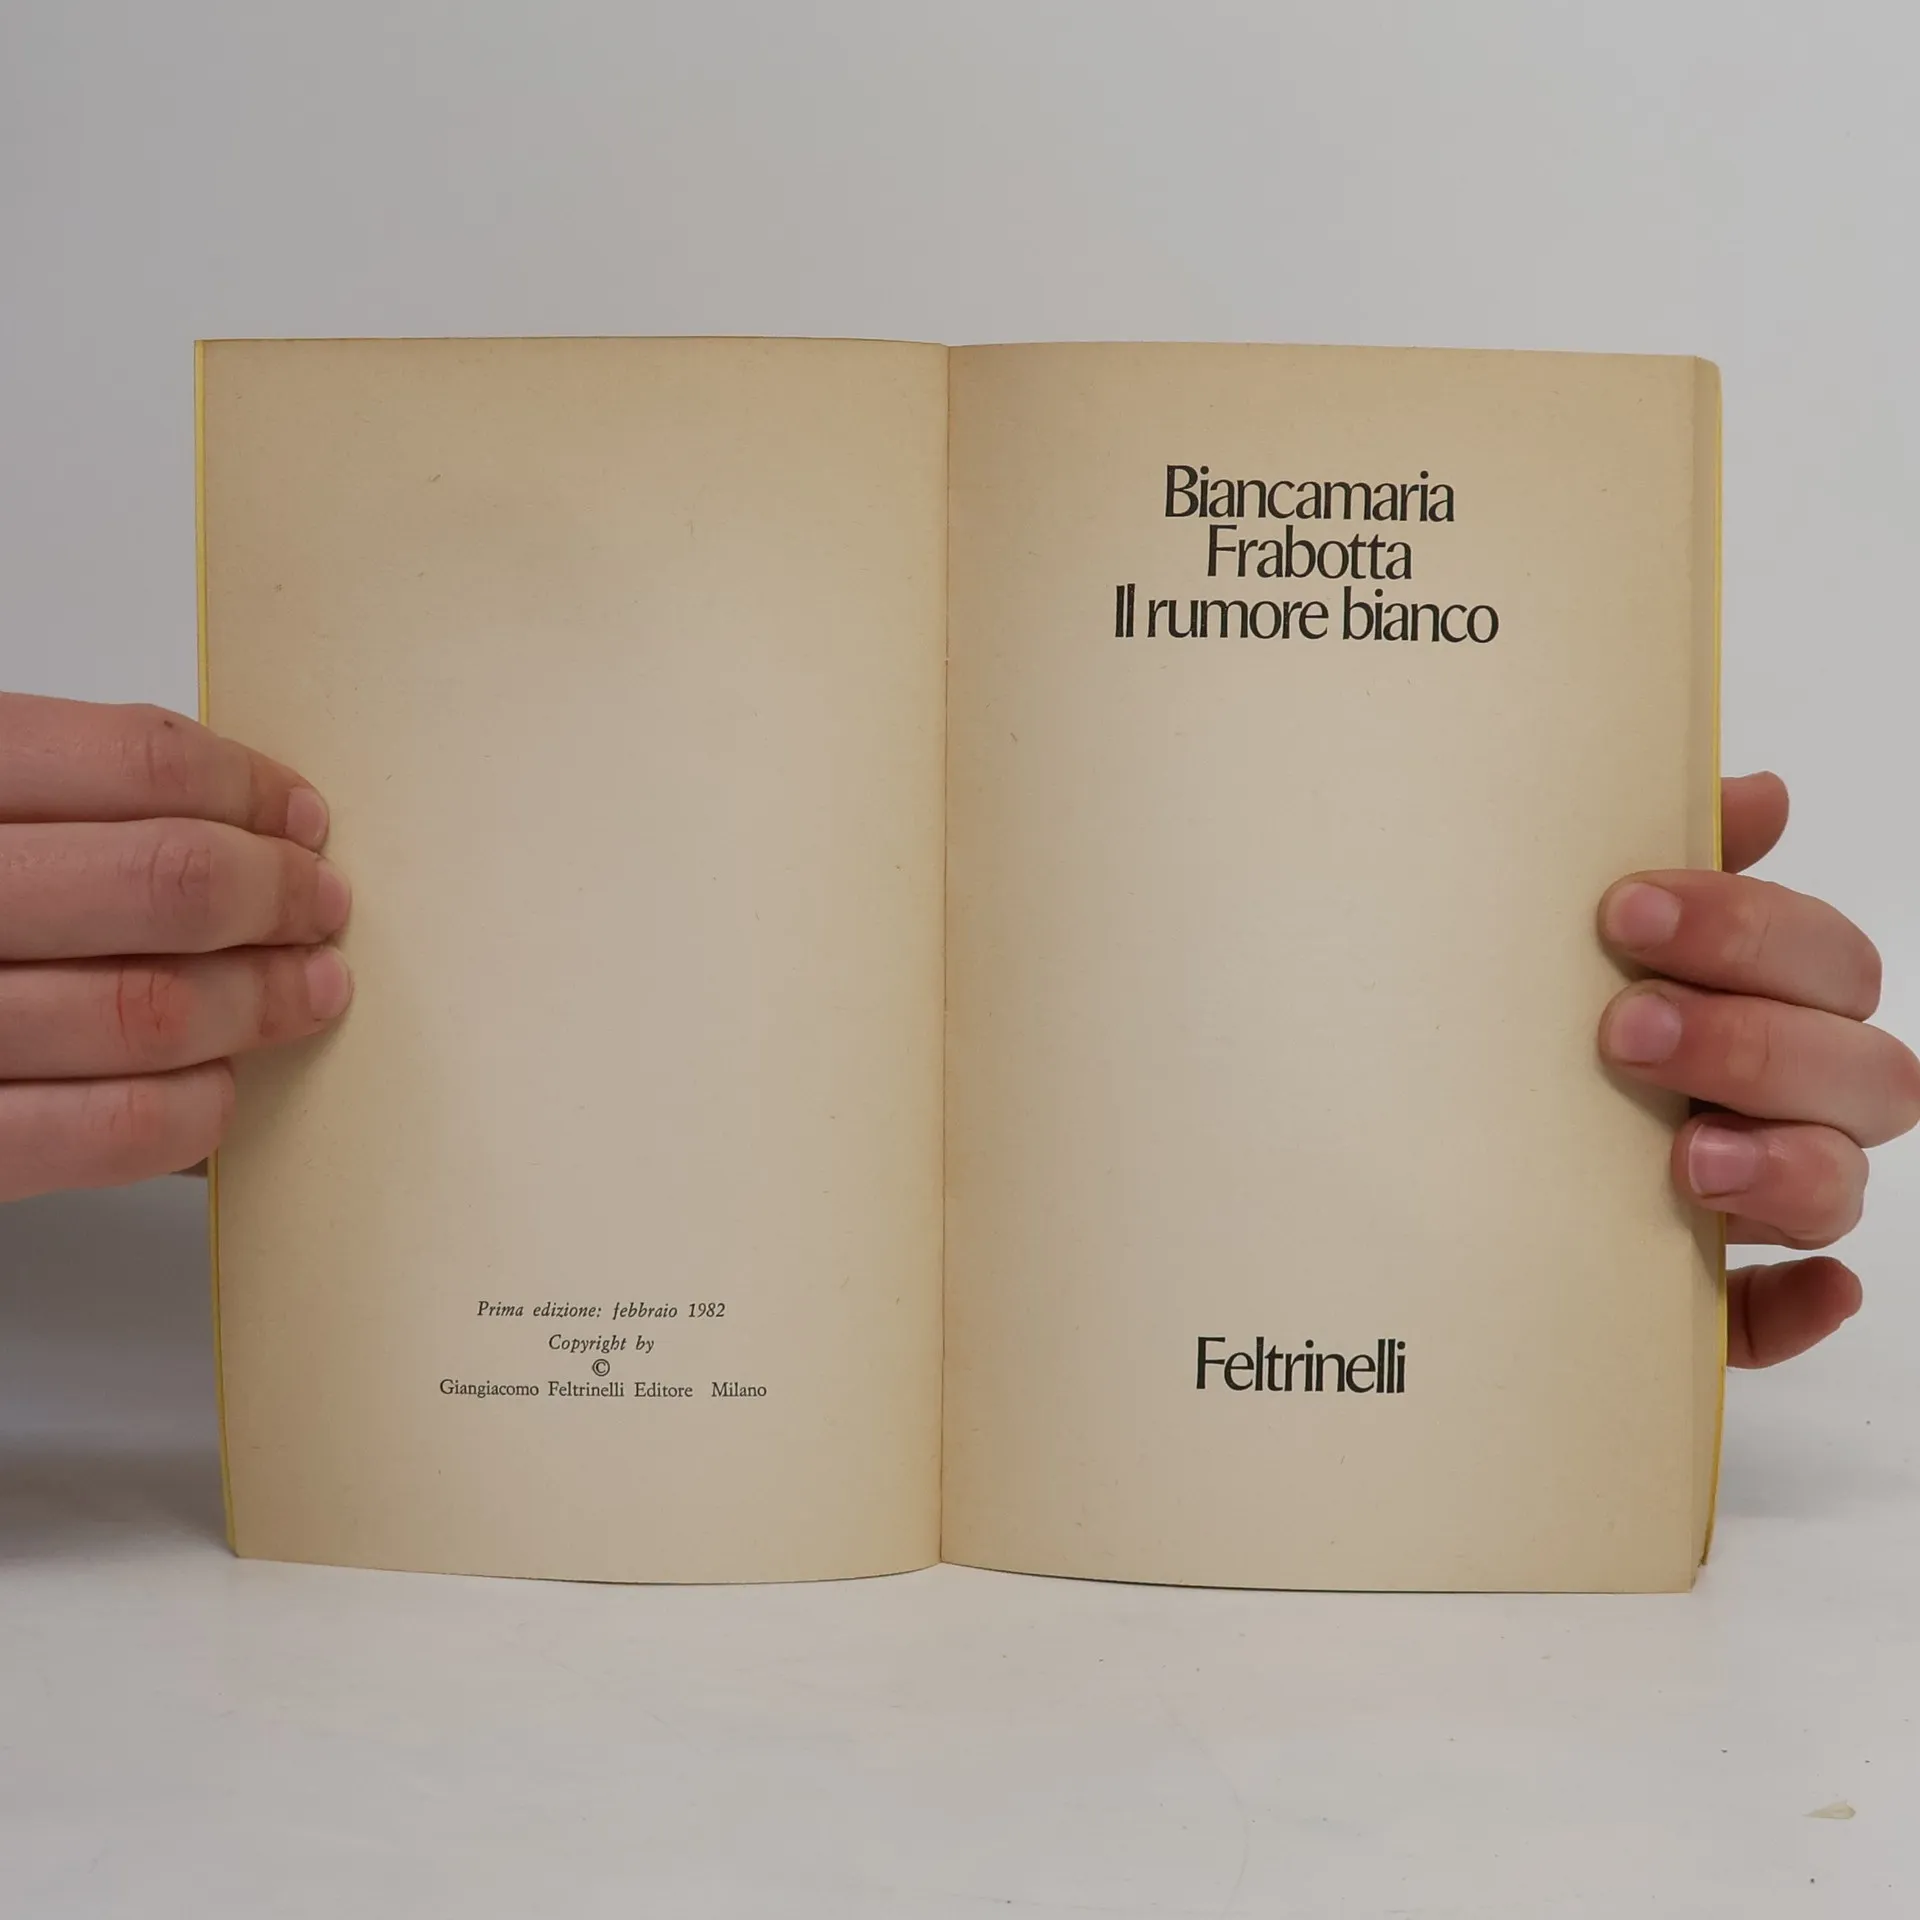 Prima edizione: febbraio 1982
Copyright by
©
Giangiacomo Feltrinelli Editore Milano
Biancamaria
Frabotta
Il rumore bianco
Feltrinelli